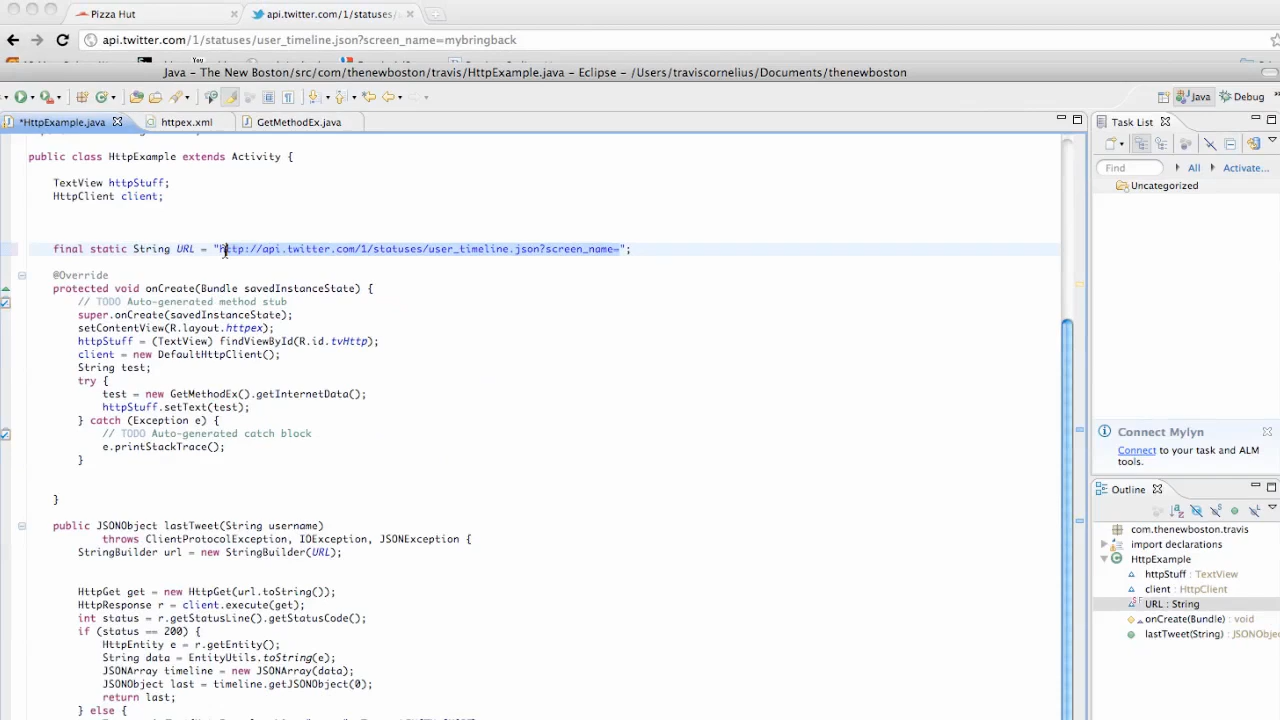 Pizza Hut
api.twitter.com/1/statuses/
api.twitter.com/1/statuses/user_timeline.json?screen_name=mybringback
Java - The New Boston/src/com/thenewboston/travis/HttpExample.java - Eclipse - /Users/traviscornelius/Documents/thenewboston
Java
Debug
*HttpExample.java
httpex.xml
GetMethodEx.java
Task List
public class HttpExample extends Activity {
TextView httpStuff;
HttpClient client;
final static String URL = "http://api.twitter.com/1/statuses/user_timeline.json?screen_name=";
@Override
protected void onCreate(Bundle savedInstanceState) {
// TODO Auto-generated method stub
super.onCreate(savedInstanceState);
setContentView(R.layout.httpex);
httpStuff = (TextView) findViewById(R.id.tvHttp);
client = new DefaultHttpClient();
String test;
try {
test = new GetMethodEx().getInternetData();
httpStuff.setText(test);
} catch (Exception e) {
// TODO Auto-generated catch block
e.printStackTrace();
}
}
public JSONObject lastTweet(String username)
throws ClientProtocolException, IOException, JSONException {
StringBuilder url = new StringBuilder(URL);
HttpGet get = new HttpGet(url.toString());
HttpResponse r = client.execute(get);
int status = r.getStatusLine().getStatusCode();
if (status == 200) {
HttpEntity e = r.getEntity();
String data = EntityUtils.toString(e);
JSONArray timeline = new JSONArray(data);
JSONObject last = timeline.getJSONObject(0);
return last;
} else {
Find
All
Activate...
Uncategorized
Connect Mylyn
Connect to your task and ALM
tools.
Outline
com.thenewboston.travis
import declarations
HttpExample
httpStuff : TextView
client : HttpClient
URL : String
onCreate(Bundle) : void
lastTweet(String) : JSONObje